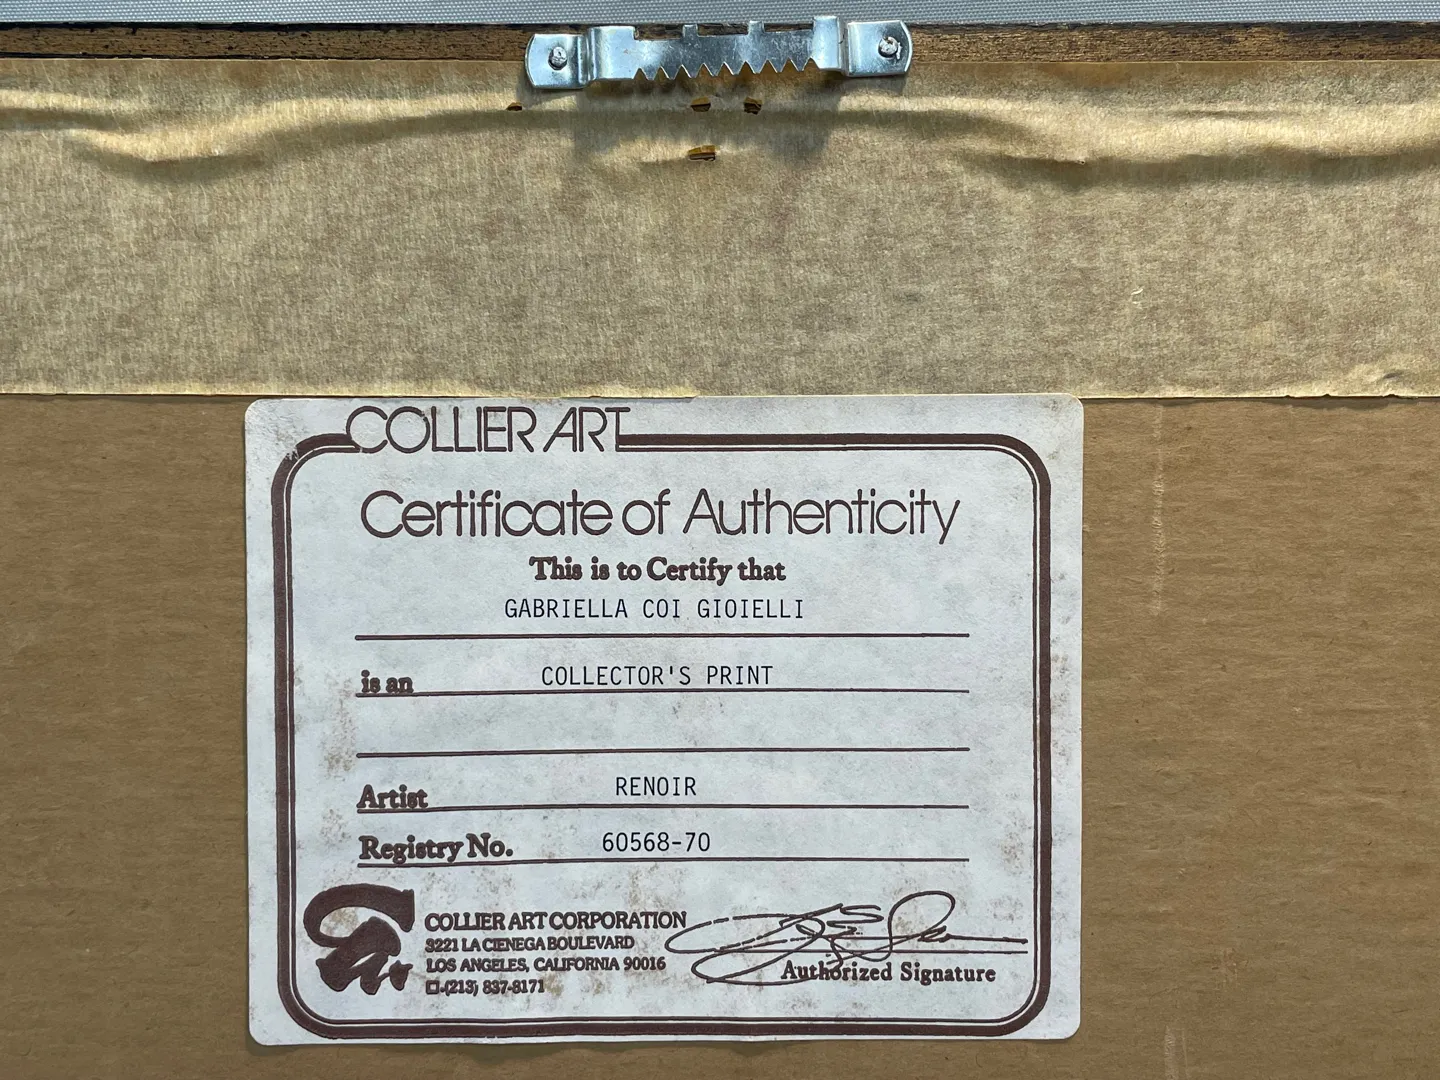 COLLIER ART
Certificate of Authenticity
This is to Certify that
GABRIELLA COI GIOIELLI
is an COLLECTOR'S PRINT
Artist RENOIR
Registry No. 60568-70
COLLIER ART CORPORATION
3221 LA CIENEGA BOULEVARD
LOS ANGELES, CALIFORNIA 90016
(213) 837-8171
Authorized Signature